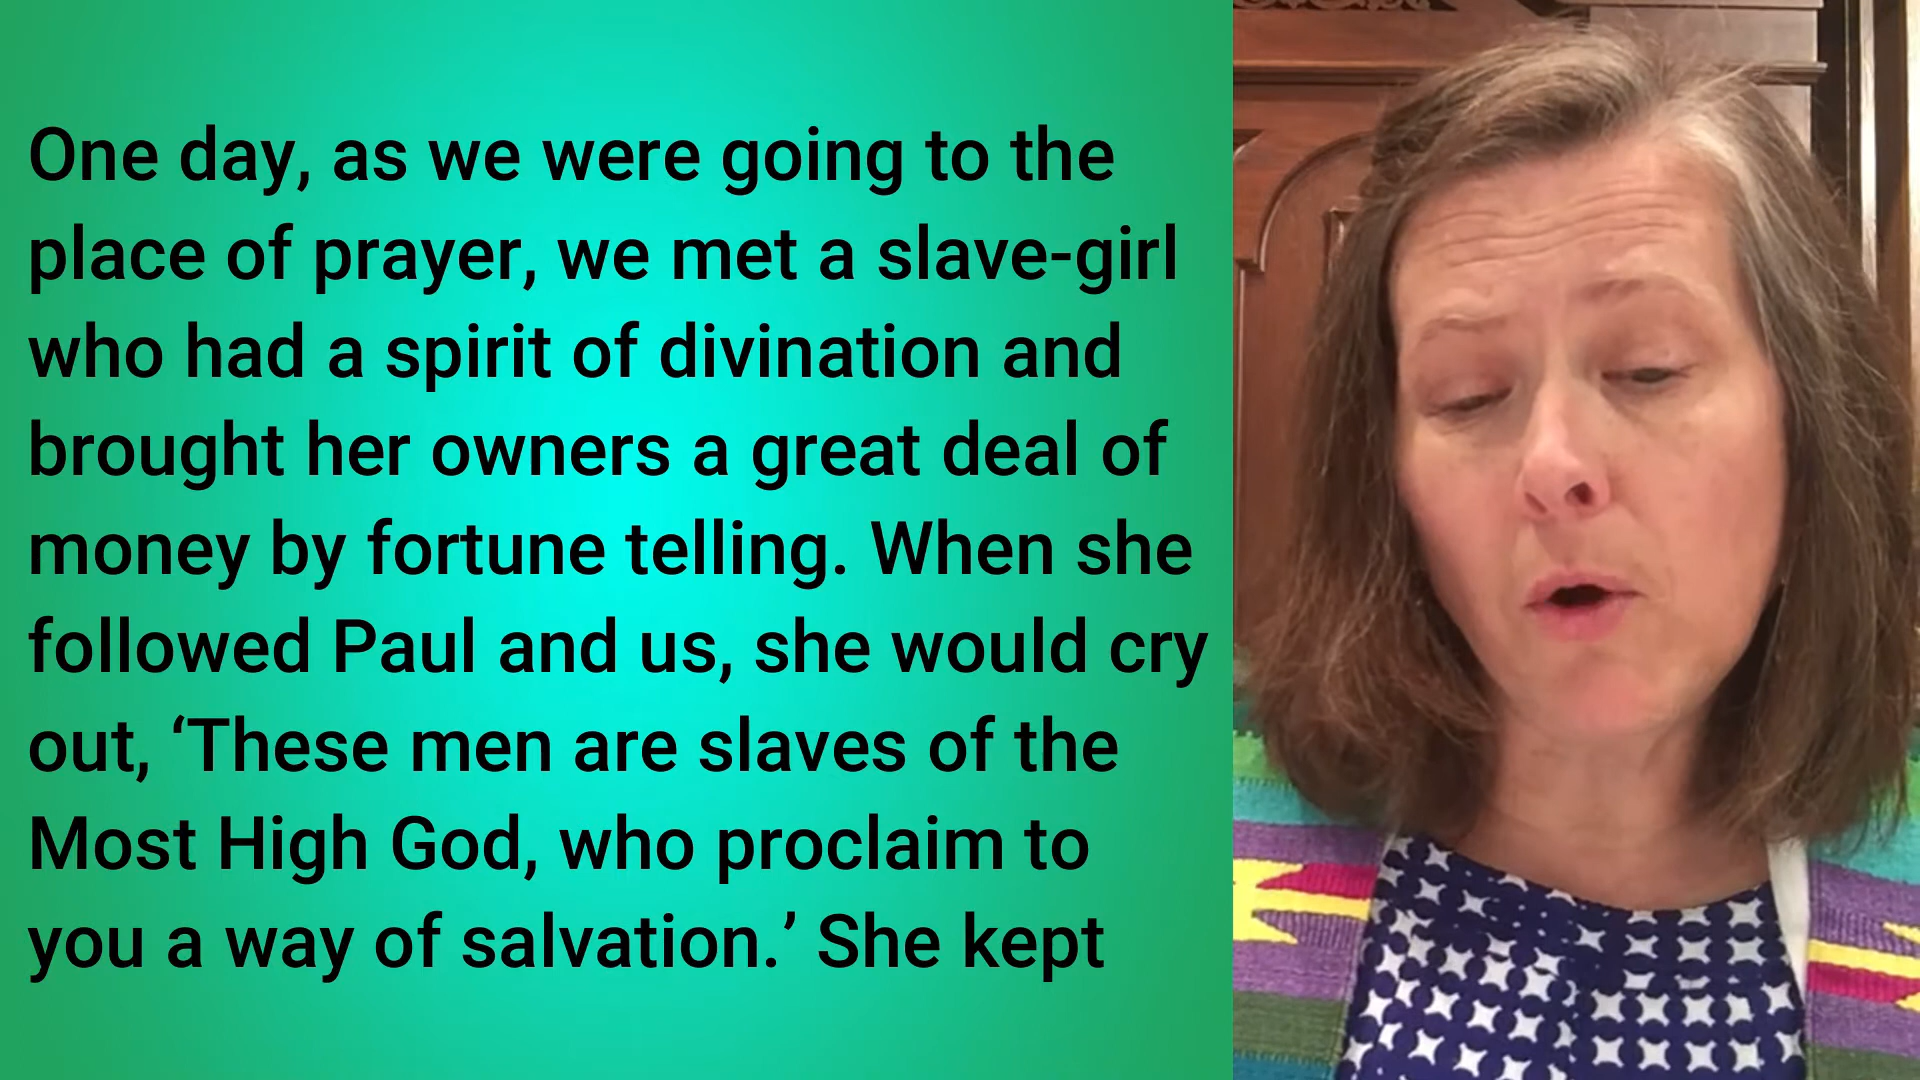 One day, as we were going to the
place of prayer, we met a slave-girl
who had a spirit of divination and
brought her owners a great deal of
money by fortune telling. When she
followed Paul and us, she would cry
out, ‘These men are slaves of the
Most High God, who proclaim to
you a way of salvation.’ She kept